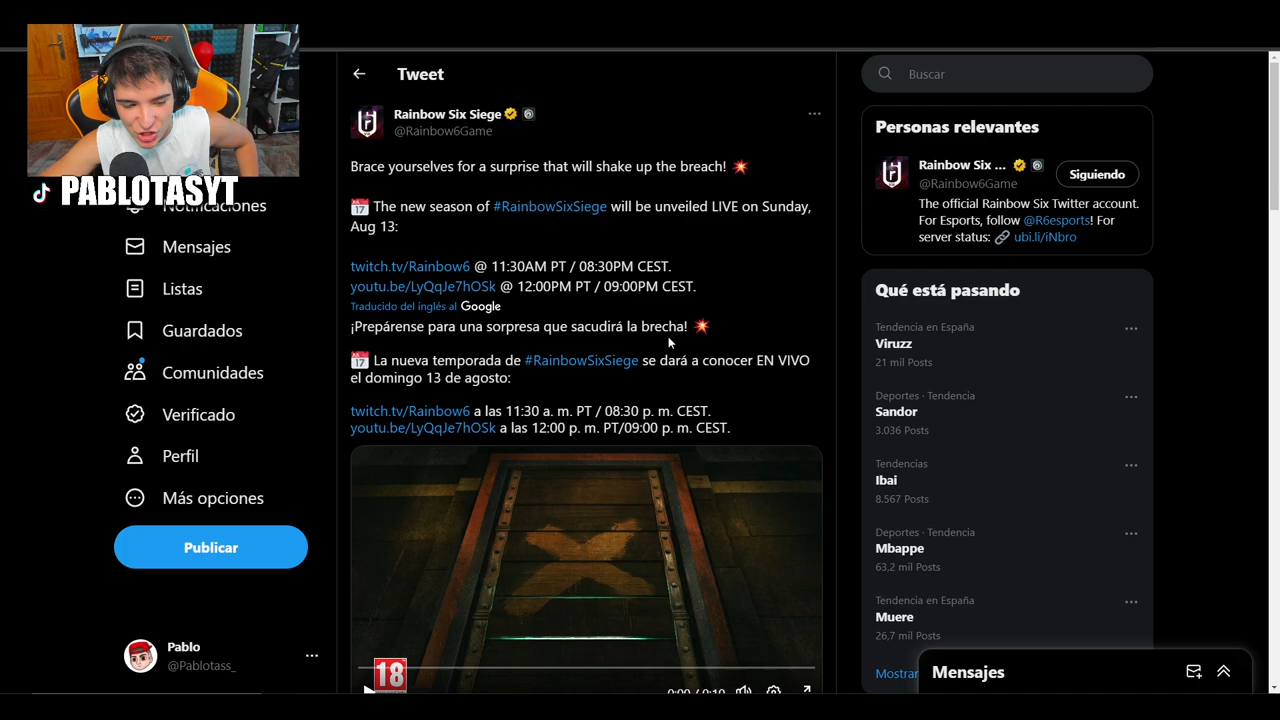 PABLOTASYT
Notificaciones
Mensajes
Listas
Guardados
Comunidades
Verificado
Perfil
Más opciones
Publicar
Pablo
@Pablotass_
Tweet
Rainbow Six Siege
@Rainbow6Game
Brace yourselves for a surprise that will shake up the breach! 💥
📅 The new season of #RainbowSixSiege will be unveiled LIVE on Sunday,
Aug 13:
twitch.tv/Rainbow6 @ 11:30AM PT / 08:30PM CEST.
youtu.be/LyQqJe7hOSk @ 12:00PM PT / 09:00PM CEST.
Traducido del inglés al Google
¡Prepárense para una sorpresa que sacudirá la brecha! 💥
📅 La nueva temporada de #RainbowSixSiege se dará a conocer EN VIVO
el domingo 13 de agosto:
twitch.tv/Rainbow6 a las 11:30 a. m. PT / 08:30 p. m. CEST.
youtu.be/LyQqJe7hOSk a las 12:00 p. m. PT/09:00 p. m. CEST.
18
0:00 / 0:19
Buscar
Personas relevantes
Rainbow Six ...
@Rainbow6Game
Siguiendo
The official Rainbow Six Twitter account.
For Esports, follow @R6esports! For
server status: 🔗 ubi.li/iNbro
Qué está pasando
Tendencia en España
Viruzz
21 mil Posts
Deportes · Tendencia
Sandor
3.036 Posts
Tendencias
Ibai
8.567 Posts
Deportes · Tendencia
Mbappe
63,2 mil Posts
Tendencia en España
Muere
26,7 mil Posts
Mostrar
Mensajes